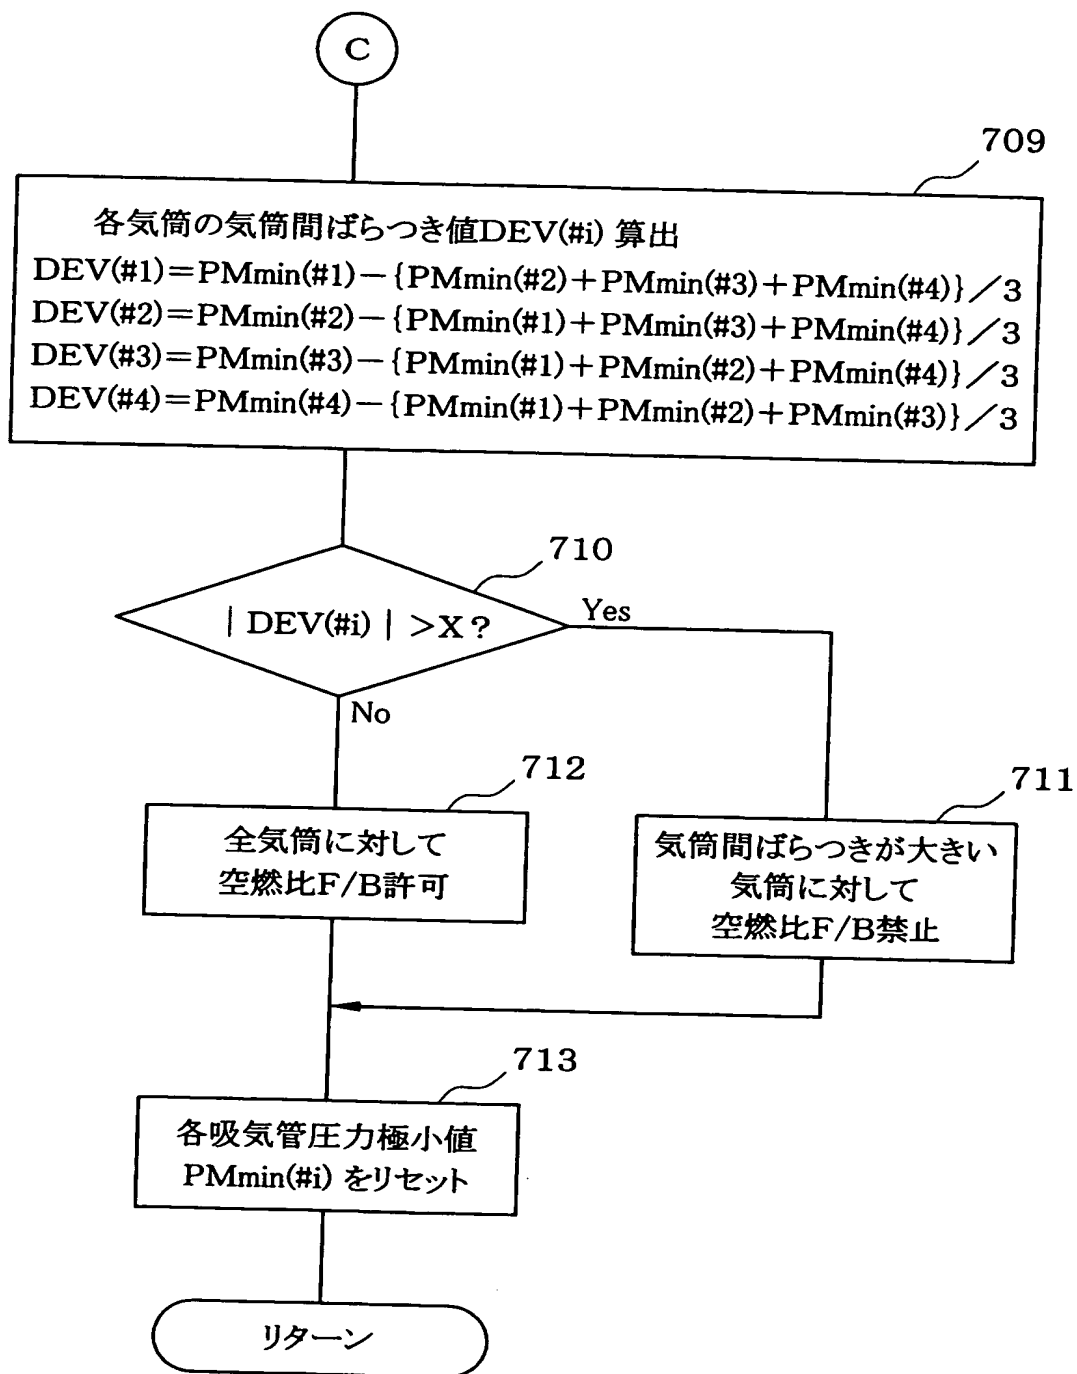 C
709
各気筒の気筒間ばらつき値DEV(#i) 算出
DEV(#1)=PMmin(#1)-{PMmin(#2)+PMmin(#3)+PMmin(#4)}/3
DEV(#2)=PMmin(#2)-{PMmin(#1)+PMmin(#3)+PMmin(#4)}/3
DEV(#3)=PMmin(#3)-{PMmin(#1)+PMmin(#2)+PMmin(#4)}/3
DEV(#4)=PMmin(#4)-{PMmin(#1)+PMmin(#2)+PMmin(#3)}/3
710
| DEV(#i) | >X?
Yes
No
712
全気筒に対して
空燃比F/B許可
711
気筒間ばらつきが大きい
気筒に対して
空燃比F/B禁止
713
各吸気管圧力極小値
PMmin(#i) をリセット
リターン